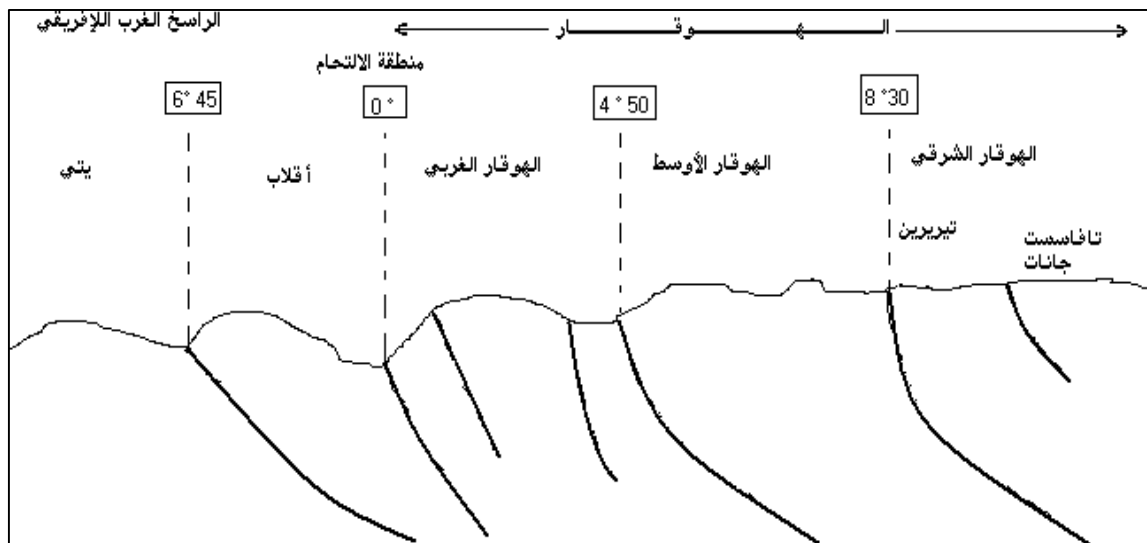 الهوقار
الراسخ الغرب اللإفريقي
منطقة الالتحام
8 °30
4 ° 50
0 °
6° 45
الهوقار الشرقي
الهوقار الأوسط
الهوقار الغربي
أقلاب
يتي
تيريرين
تافاسست
جانات